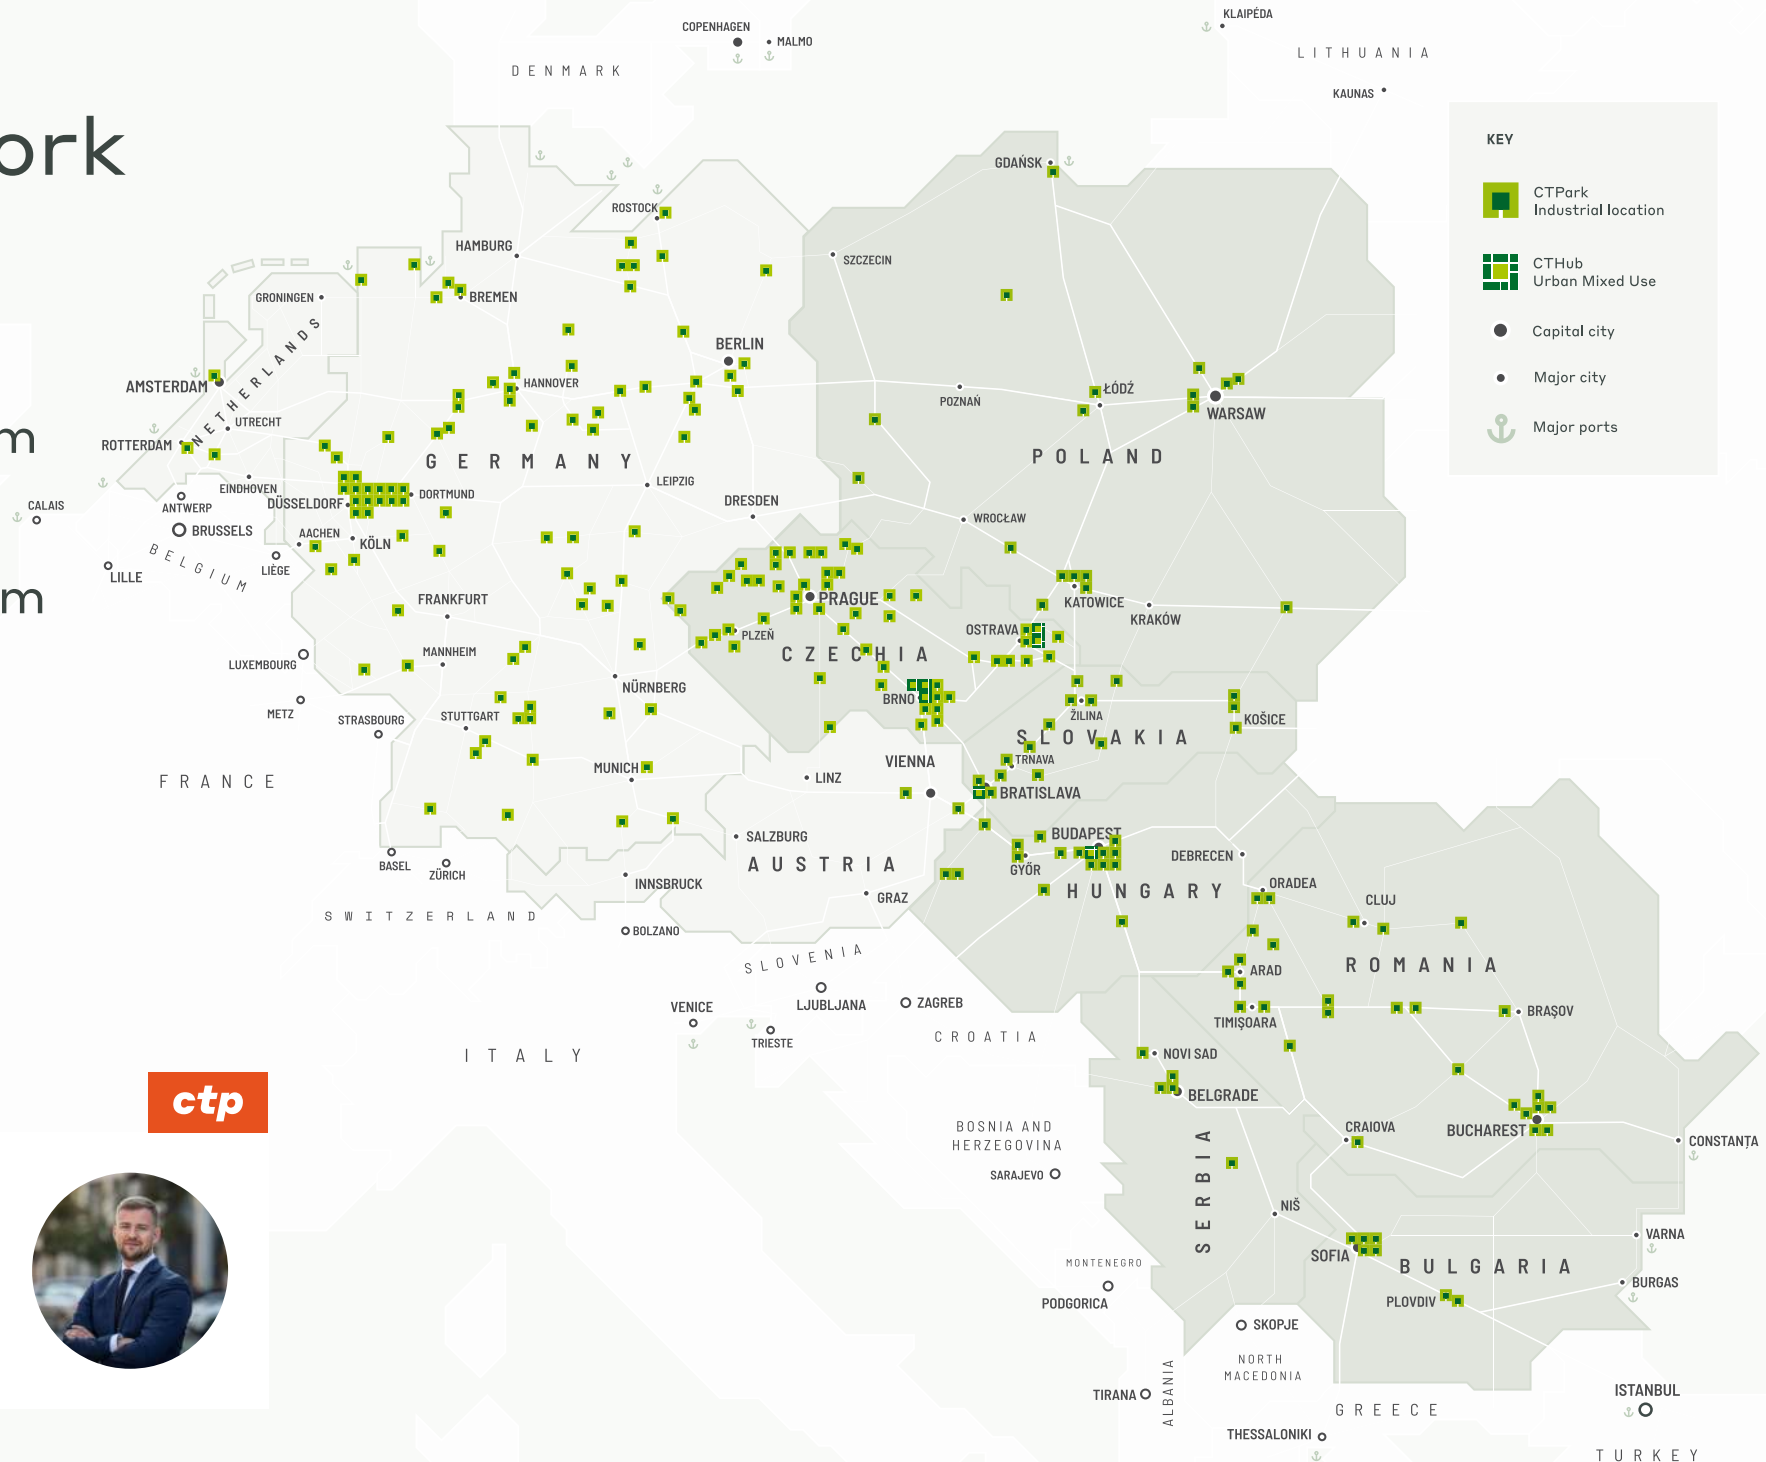 ork
m
m
COPENHAGEN
MALMO
DENMARK
KLAIPÉDA
LITHUANIA
KAUNAS
KEY
CTPark
Industrial location
CTHub
Urban Mixed Use
Capital city
Major city
Major ports
GDAŃSK
ROSTOCK
HAMBURG
SZCZECIN
GRONINGEN
BREMEN
NETHERLANDS
BERLIN
AMSTERDAM
HANNOVER
POZNAŃ
ŁÓDŹ
WARSAW
UTRECHT
ROTTERDAM
GERMANY
POLAND
EINDHOVEN
DÜSSELDORF
DORTMUND
LEIPZIG
DRESDEN
CALAIS
ANTWERP
BRUSSELS
AACHEN
KÖLN
WROCŁAW
BELGIUM
LIÈGE
LILLE
FRANKFURT
PRAGUE
KATOWICE
KRAKÓW
PLZEŇ
OSTRAVA
CZECHIA
LUXEMBOURG
MANNHEIM
NÜRNBERG
BRNO
METZ
STRASBOURG
STUTTGART
ŽILINA
KOŠICE
SLOVAKIA
FRANCE
MUNICH
LINZ
VIENNA
TRNAVA
BRATISLAVA
SALZBURG
BUDAPEST
DEBRECEN
BASEL
ZÜRICH
AUSTRIA
GYŐR
HUNGARY
INNSBRUCK
GRAZ
ORADEA
CLUJ
SWITZERLAND
BOLZANO
SLOVENIA
ROMANIA
ARAD
LJUBLJANA
ZAGREB
VENICE
TRIESTE
CROATIA
TIMIȘOARA
BRAȘOV
ITALY
NOVI SAD
BELGRADE
ctp
BOSNIA AND
HERZEGOVINA
SARAJEVO
SERBIA
CRAIOVA
BUCHAREST
CONSTANȚA
NIŠ
SOFIA
BULGARIA
VARNA
BURGAS
MONTENEGRO
PODGORICA
PLOVDIV
SKOPJE
NORTH
MACEDONIA
TIRANA
ALBANIA
GREECE
THESSALONIKI
ISTANBUL
TURKEY